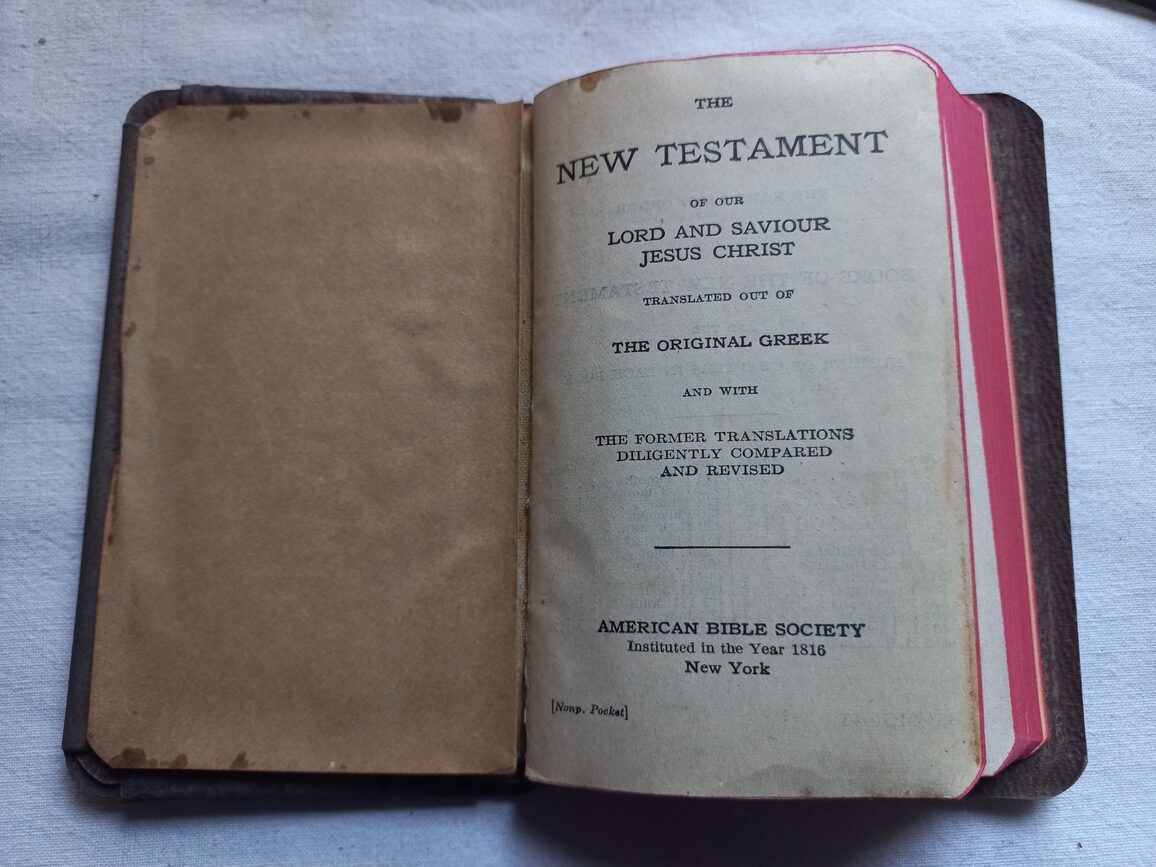 THE
NEW TESTAMENT
OF OUR
LORD AND SAVIOUR
JESUS CHRIST
TRANSLATED OUT OF
THE ORIGINAL GREEK
AND WITH
THE FORMER TRANSLATIONS
DILIGENTLY COMPARED
AND REVISED
AMERICAN BIBLE SOCIETY
Instituted in the Year 1816
New York
[Nonp. Pocket]